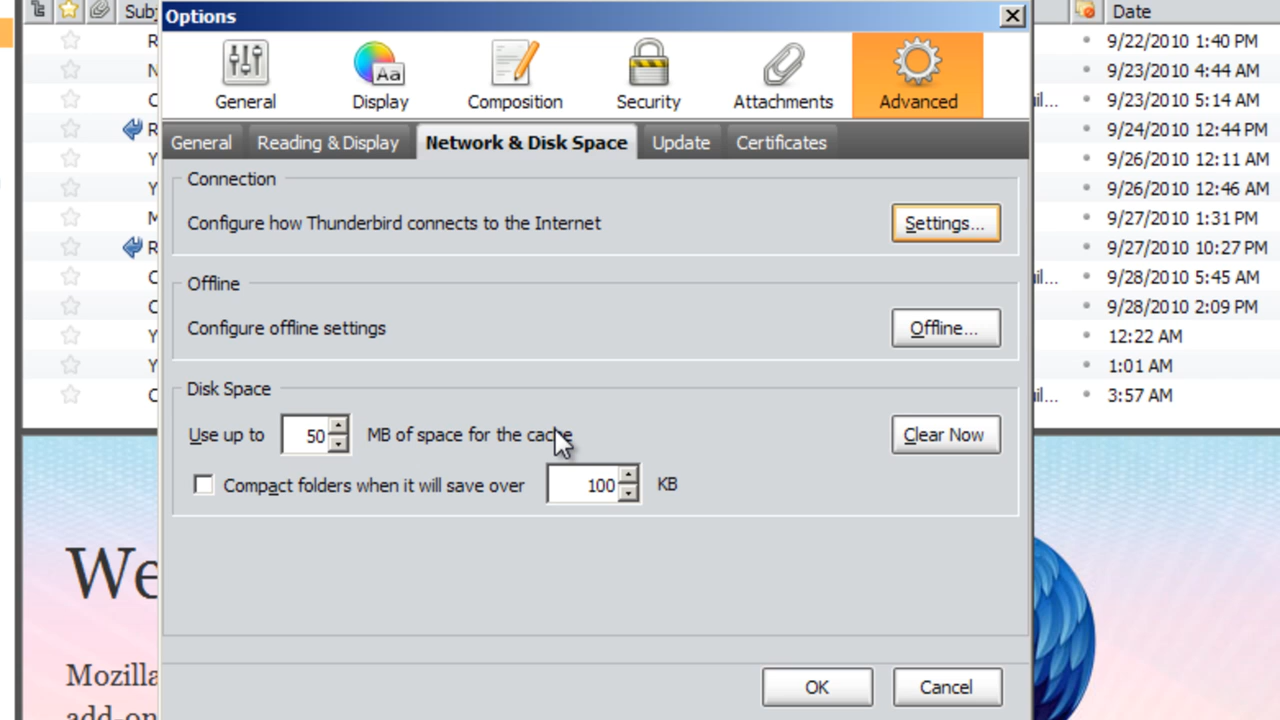 Options
Date
General
Display
Composition
Security
Attachments
Advanced
General
Reading & Display
Network & Disk Space
Update
Certificates
Connection
Configure how Thunderbird connects to the Internet
Settings...
Offline
Configure offline settings
Offline...
Disk Space
Use up to 50 MB of space for the cache
Clear Now
Compact folders when it will save over 100 KB
OK
Cancel
9/22/2010 1:40 PM
9/23/2010 4:44 AM
9/23/2010 5:14 AM
9/24/2010 12:44 PM
9/26/2010 12:11 AM
9/26/2010 12:46 AM
9/27/2010 1:31 PM
9/27/2010 10:27 PM
9/28/2010 5:45 AM
9/28/2010 2:09 PM
12:22 AM
1:01 AM
3:57 AM
We
Mozilla
add-on